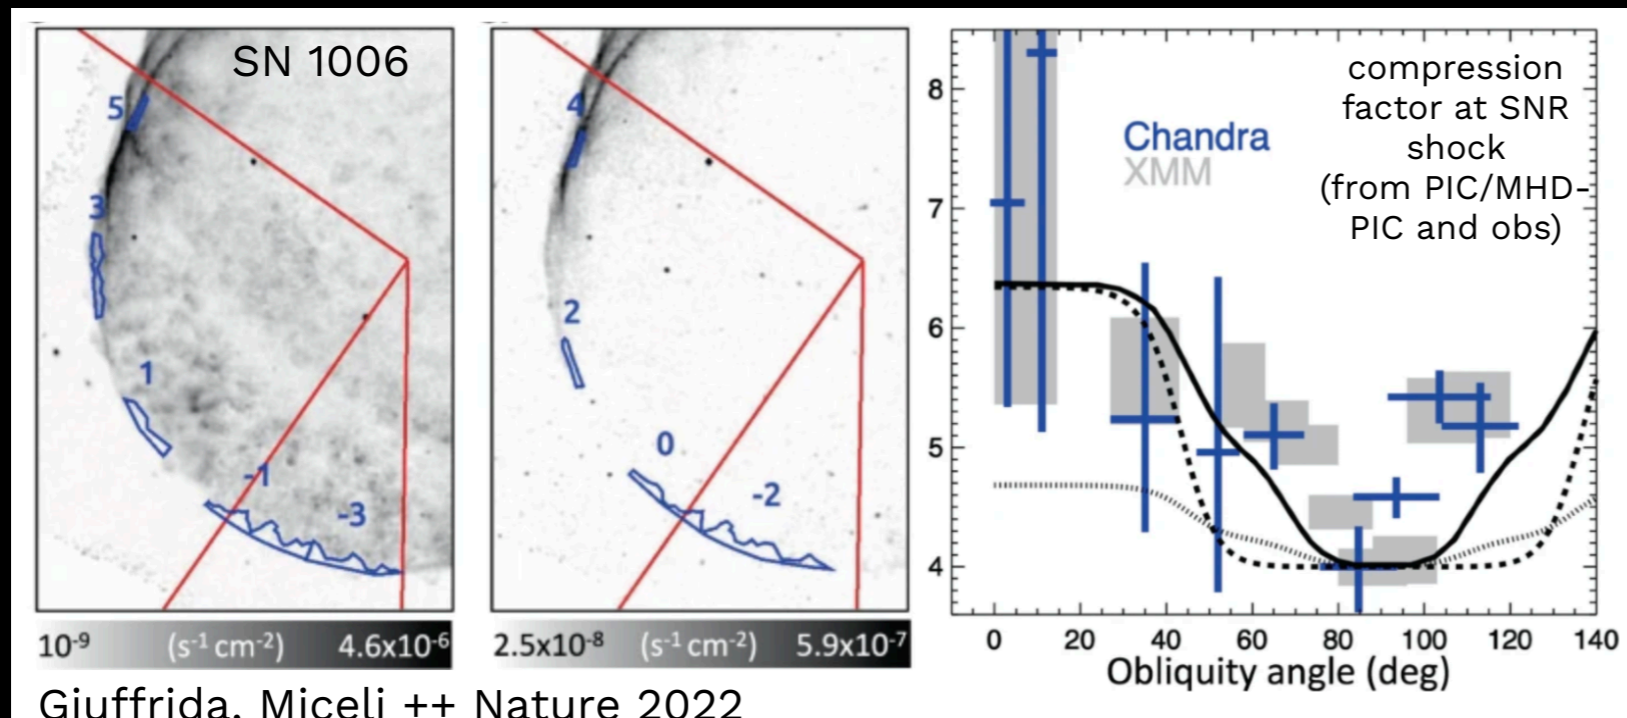 SN 1006
5
3
1
-1
-3
10⁻⁹ (s⁻¹ cm⁻²) 4.6x10⁻⁶
4
2
0
-2
2.5x10⁻⁸ (s⁻¹ cm⁻²) 5.9x10⁻⁷
8
7
6
5
4
Chandra
XMM
compression
factor at SNR
shock
(from PIC/MHD-
PIC and obs)
0 20 40 60 80 100 120 140
Obliquity angle (deg)
Giuffrida, Miceli ++ Nature 2022